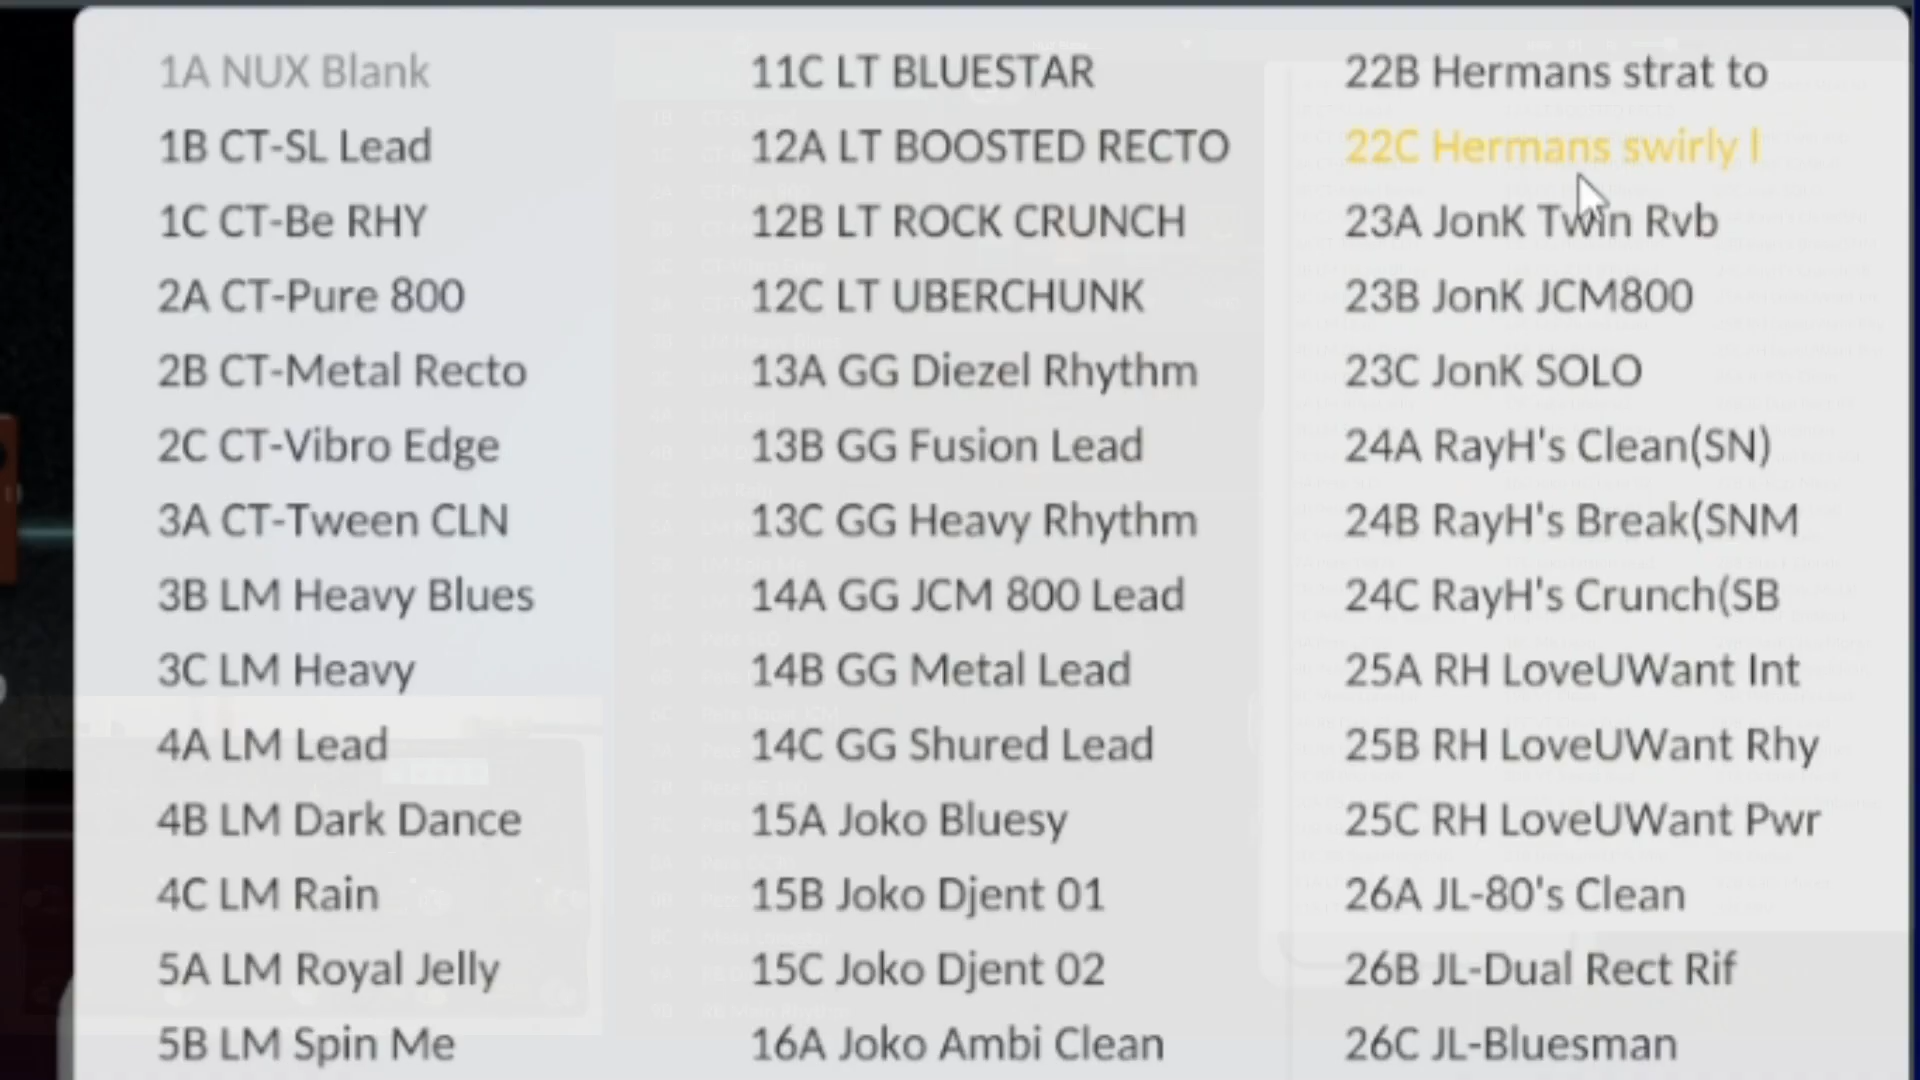 1A NUX Blank
1B CT-SL Lead
1C CT-Be RHY
2A CT-Pure 800
2B CT-Metal Recto
2C CT-Vibro Edge
3A CT-Tween CLN
3B LM Heavy Blues
3C LM Heavy
4A LM Lead
4B LM Dark Dance
4C LM Rain
5A LM Royal Jelly
5B LM Spin Me
11C LT BLUESTAR
12A LT BOOSTED RECTO
12B LT ROCK CRUNCH
12C LT UBERCHUNK
13A GG Diezel Rhythm
13B GG Fusion Lead
13C GG Heavy Rhythm
14A GG JCM 800 Lead
14B GG Metal Lead
14C GG Shured Lead
15A Joko Bluesy
15B Joko Djent 01
15C Joko Djent 02
16A Joko Ambi Clean
22B Hermans strat to
22C Hermans swirly l
23A JonK Twin Rvb
23B JonK JCM800
23C JonK SOLO
24A RayH's Clean(SN)
24B RayH's Break(SNM
24C RayH's Crunch(SB
25A RH LoveUWant Int
25B RH LoveUWant Rhy
25C RH LoveUWant Pwr
26A JL-80's Clean
26B JL-Dual Rect Rif
26C JL-Bluesman